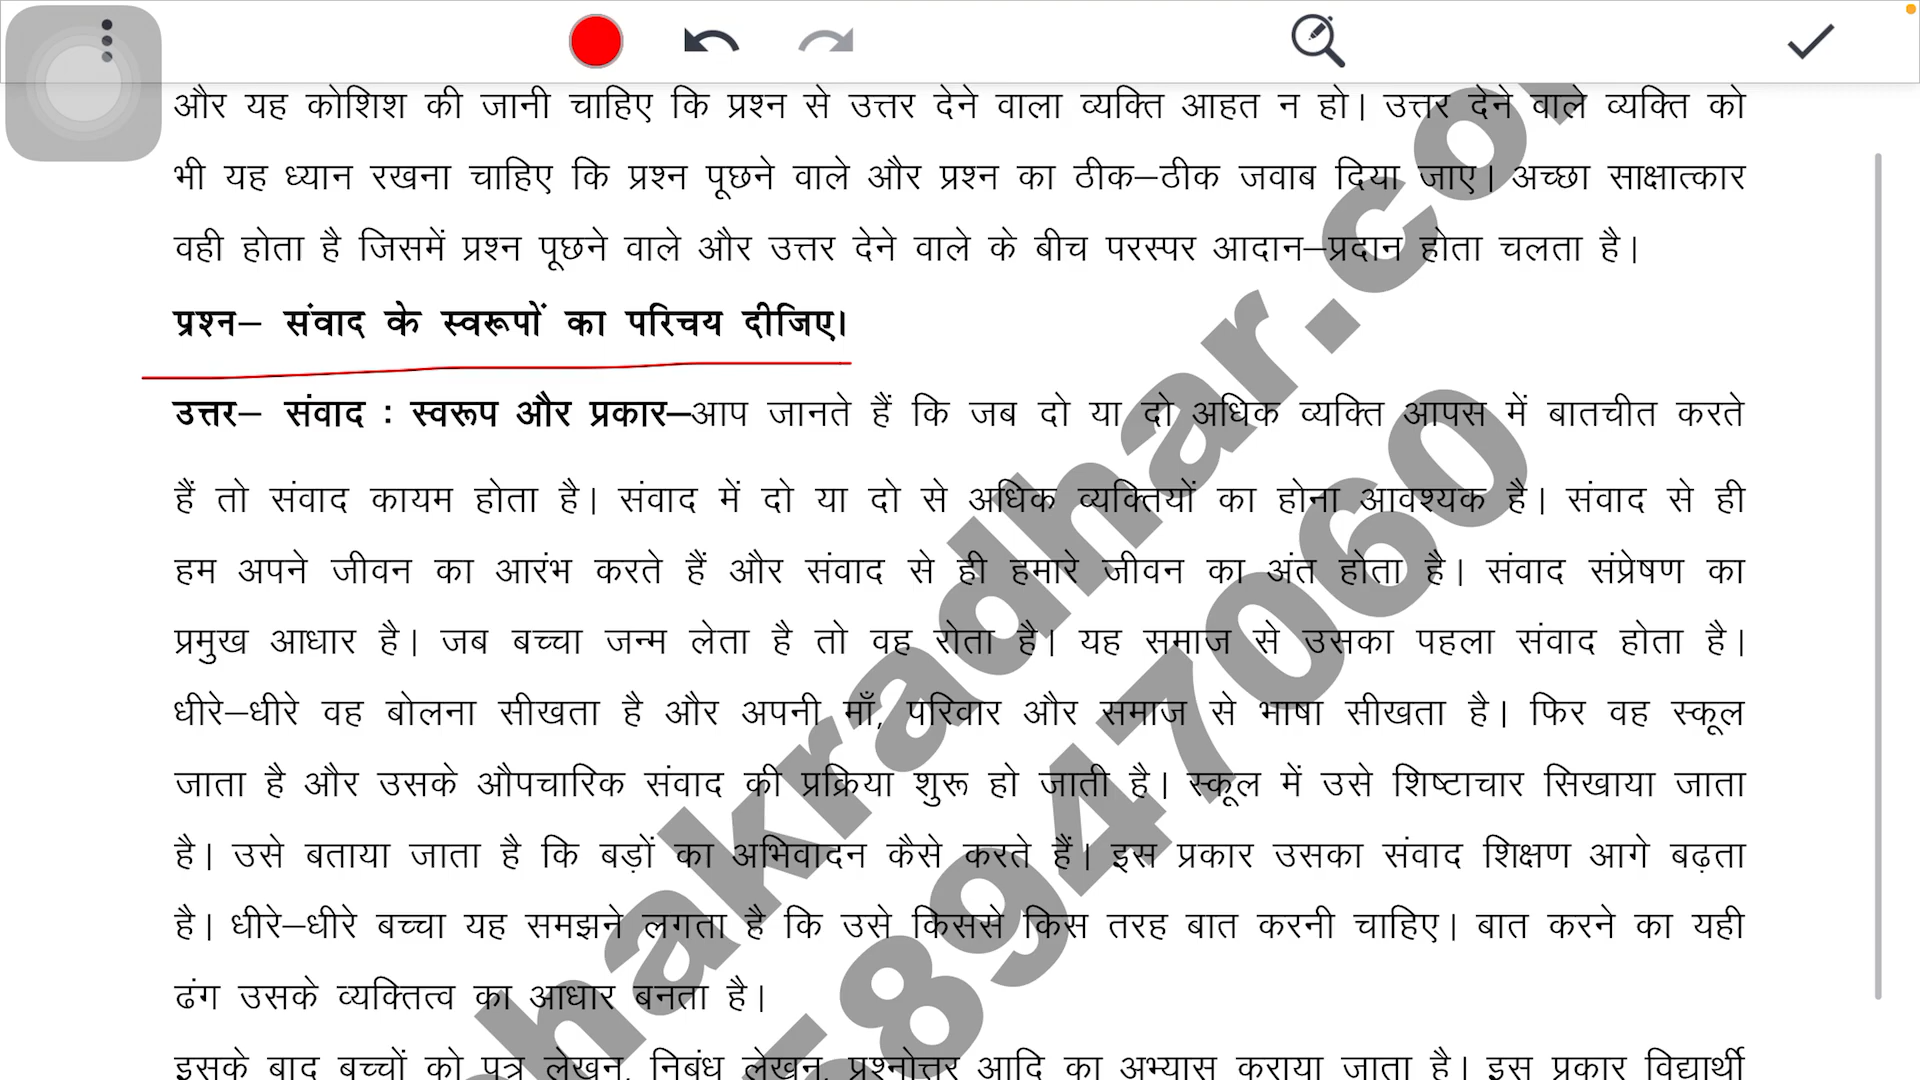 और यह कोशिश की जानी चाहिए कि प्रश्न से उत्तर देने वाला व्यक्ति आहत न हो। उत्तर देने वाले व्यक्ति को
भी यह ध्यान रखना चाहिए कि प्रश्न पूछने वाले और प्रश्न का ठीक–ठीक जवाब दिया जाए। अच्छा साक्षात्कार
वही होता है जिसमें प्रश्न पूछने वाले और उत्तर देने वाले के बीच परस्पर आदान–प्रदान होता चलता है।
प्रश्न– संवाद के स्वरूपों का परिचय दीजिए।
उत्तर– संवाद : स्वरूप और प्रकार–आप जानते हैं कि जब दो या दो अधिक व्यक्ति आपस में बातचीत करते
हैं तो संवाद कायम होता है। संवाद में दो या दो से अधिक व्यक्तियों का होना आवश्यक है। संवाद से ही
हम अपने जीवन का आरंभ करते हैं और संवाद से ही हमारे जीवन का अंत होता है। संवाद संप्रेषण का
प्रमुख आधार है। जब बच्चा जन्म लेता है तो वह रोता है। यह समाज से उसका पहला संवाद होता है।
धीरे–धीरे वह बोलना सीखता है और अपनी माँ, परिवार और समाज से भाषा सीखता है। फिर वह स्कूल
जाता है और उसके औपचारिक संवाद की प्रक्रिया शुरू हो जाती है। स्कूल में उसे शिष्टाचार सिखाया जाता
है। उसे बताया जाता है कि बड़ों का अभिवादन कैसे करते हैं। इस प्रकार उसका संवाद शिक्षण आगे बढ़ता
है। धीरे–धीरे बच्चा यह समझने लगता है कि उसे किससे किस तरह बात करनी चाहिए। बात करने का यही
ढंग उसके व्यक्तित्व का आधार बनता है।
इसके बाद बच्चों को पत्र लेखन, निबंध लेखन, प्रश्नोत्तर आदि का अभ्यास कराया जाता है। इस प्रकार विद्यार्थी
hakradhar.co
58947060